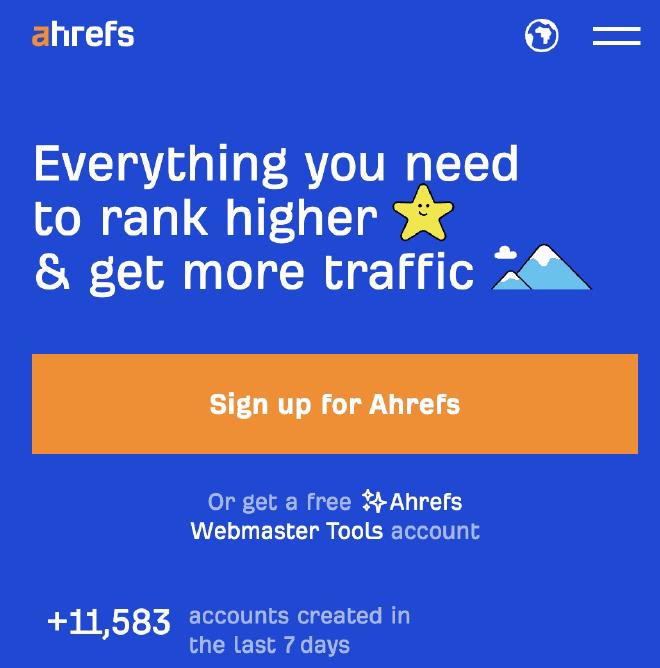 ahrefs
Everything you need
to rank higher
& get more traffic
Sign up for Ahrefs
Or get a free Ahrefs
Webmaster Tools account
+11,583 accounts created in
the last 7 days